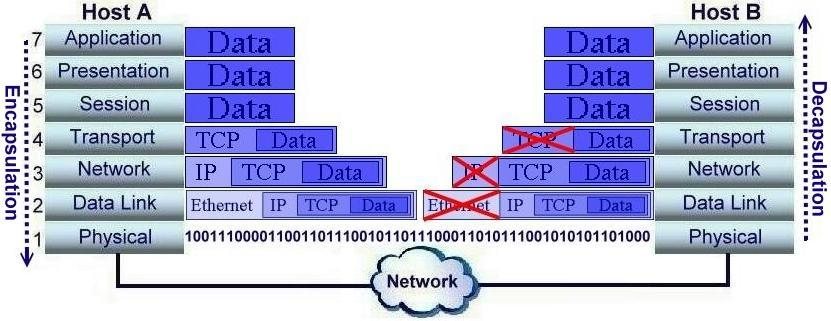 Host A Host B
7 Application Data Data Application
6 Presentation Data Data Presentation
5 Session Data Data Session
4 Transport TCP Data TCP Data Transport
3 Network IP TCP Data IP TCP Data Network
2 Data Link Ethernet IP TCP Data Ethernet IP TCP Data Data Link
1 Physical 1001110000110011011100101101110001101011100101010110100​0 Physical
Encapsulation
Decapsulation
Network